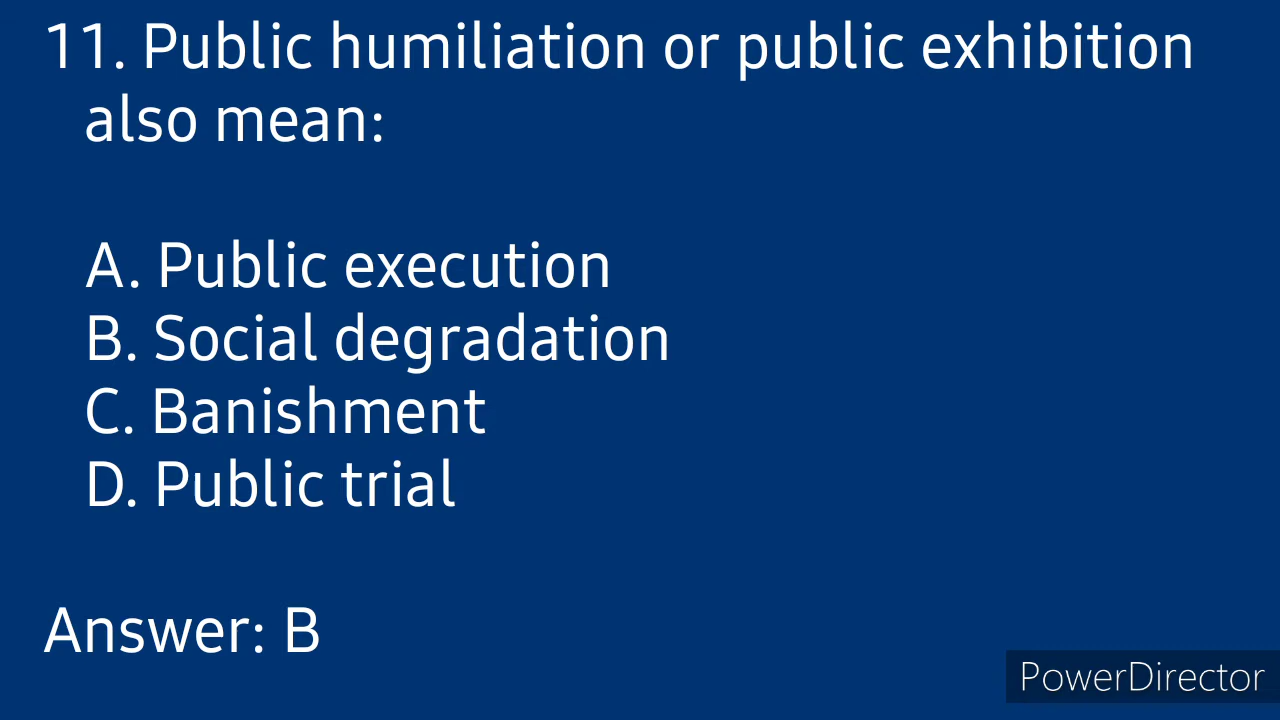 11. Public humiliation or public exhibition
also mean:
A. Public execution
B. Social degradation
C. Banishment
D. Public trial
Answer: B
PowerDirector